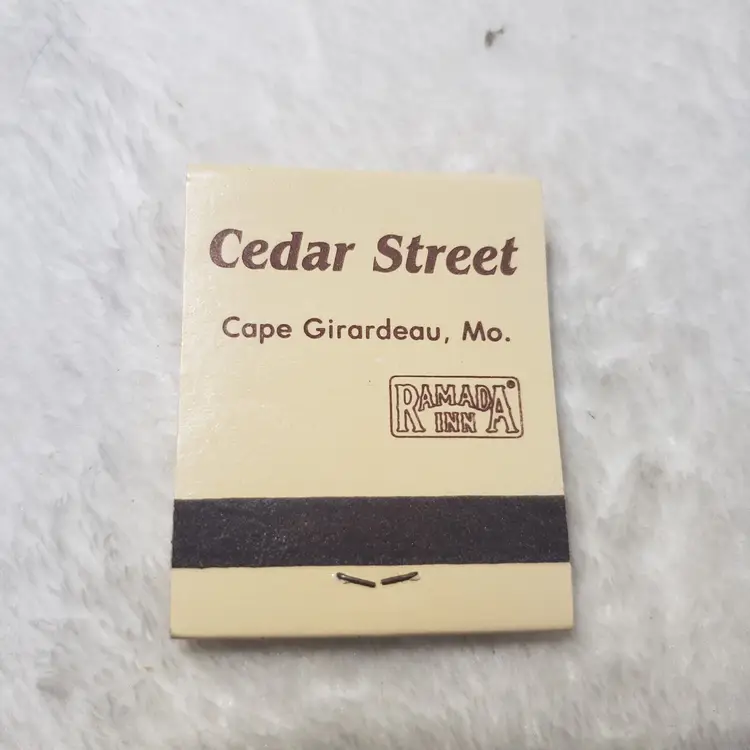 Cedar Street
Cape Girardeau, Mo.
RAMADA®
INN